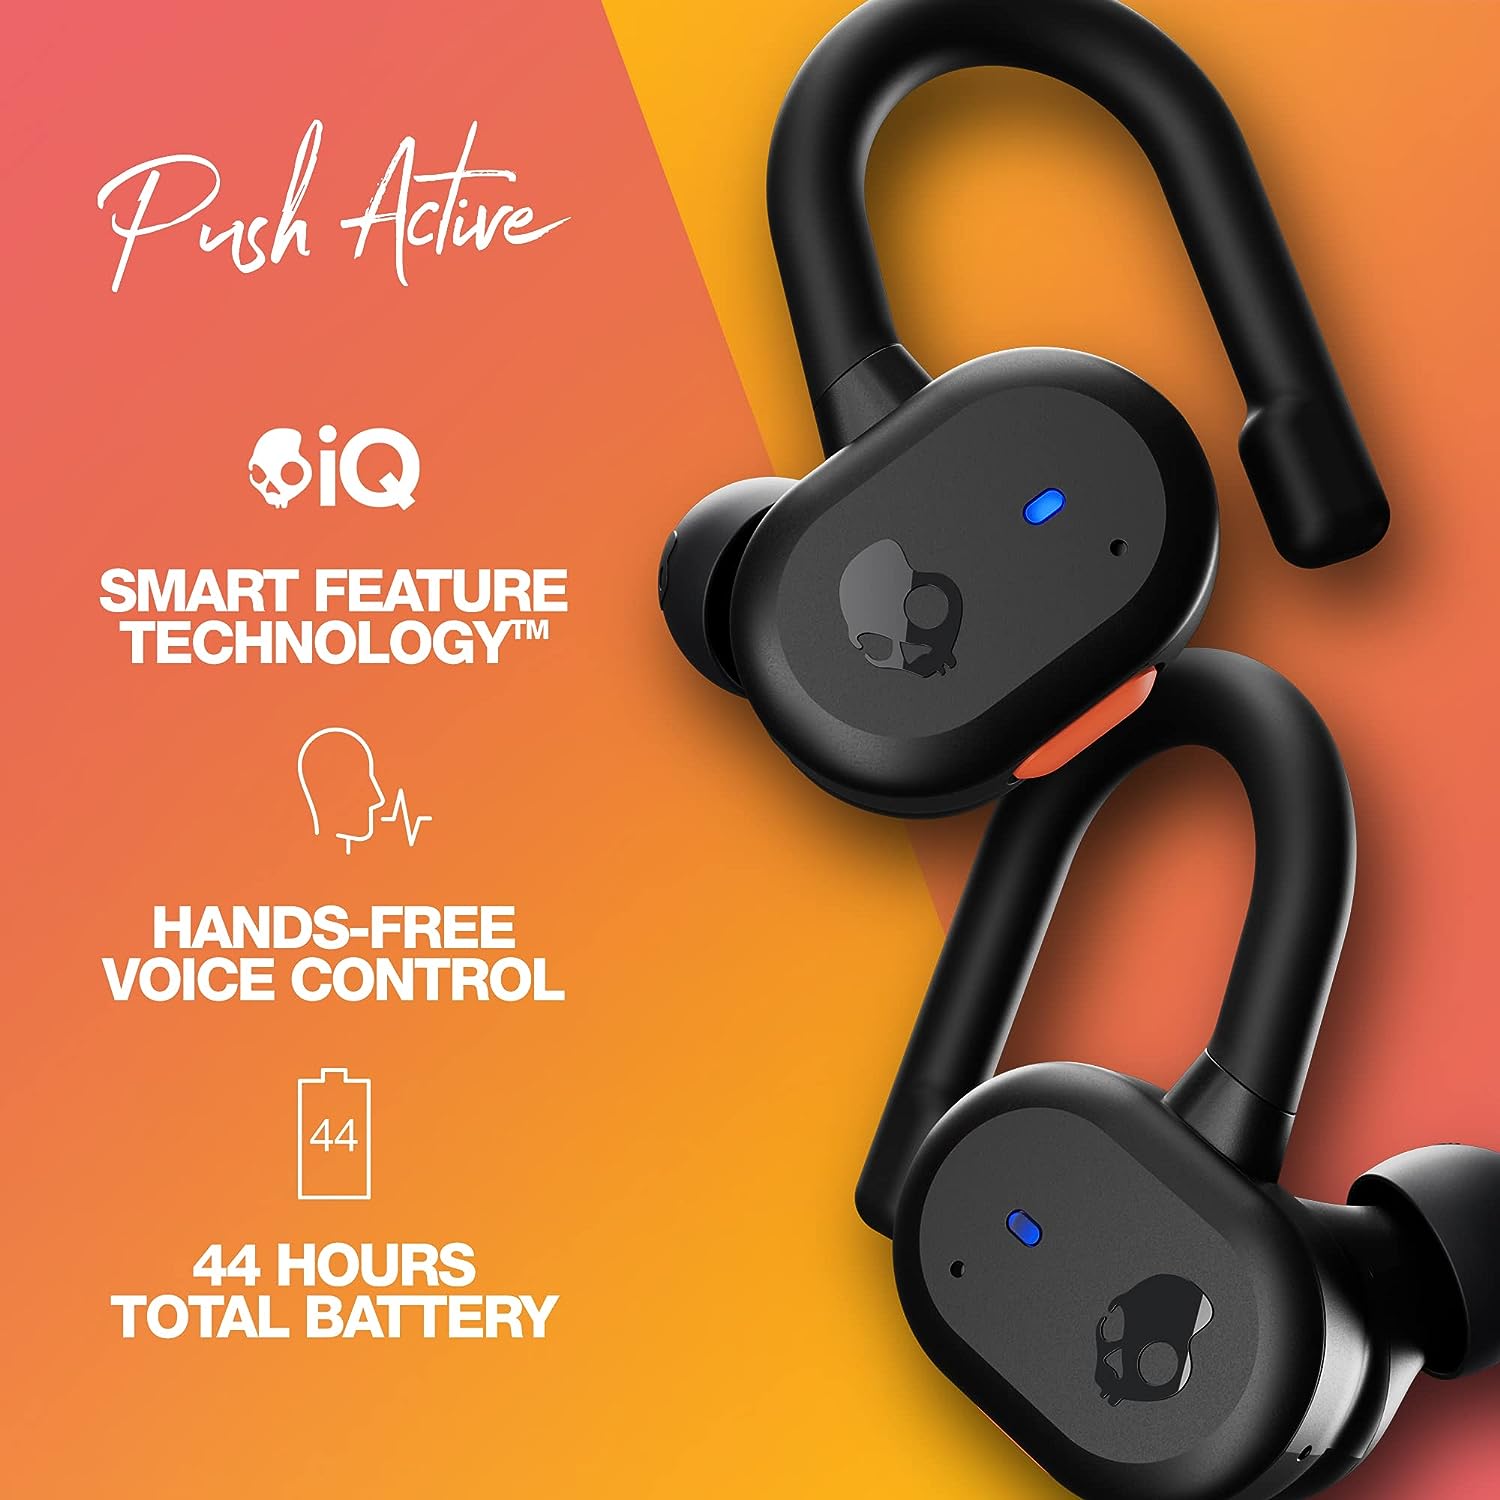 Push Active
iQ
SMART FEATURE
TECHNOLOGY™
HANDS-FREE
VOICE CONTROL
44
44 HOURS
TOTAL BATTERY